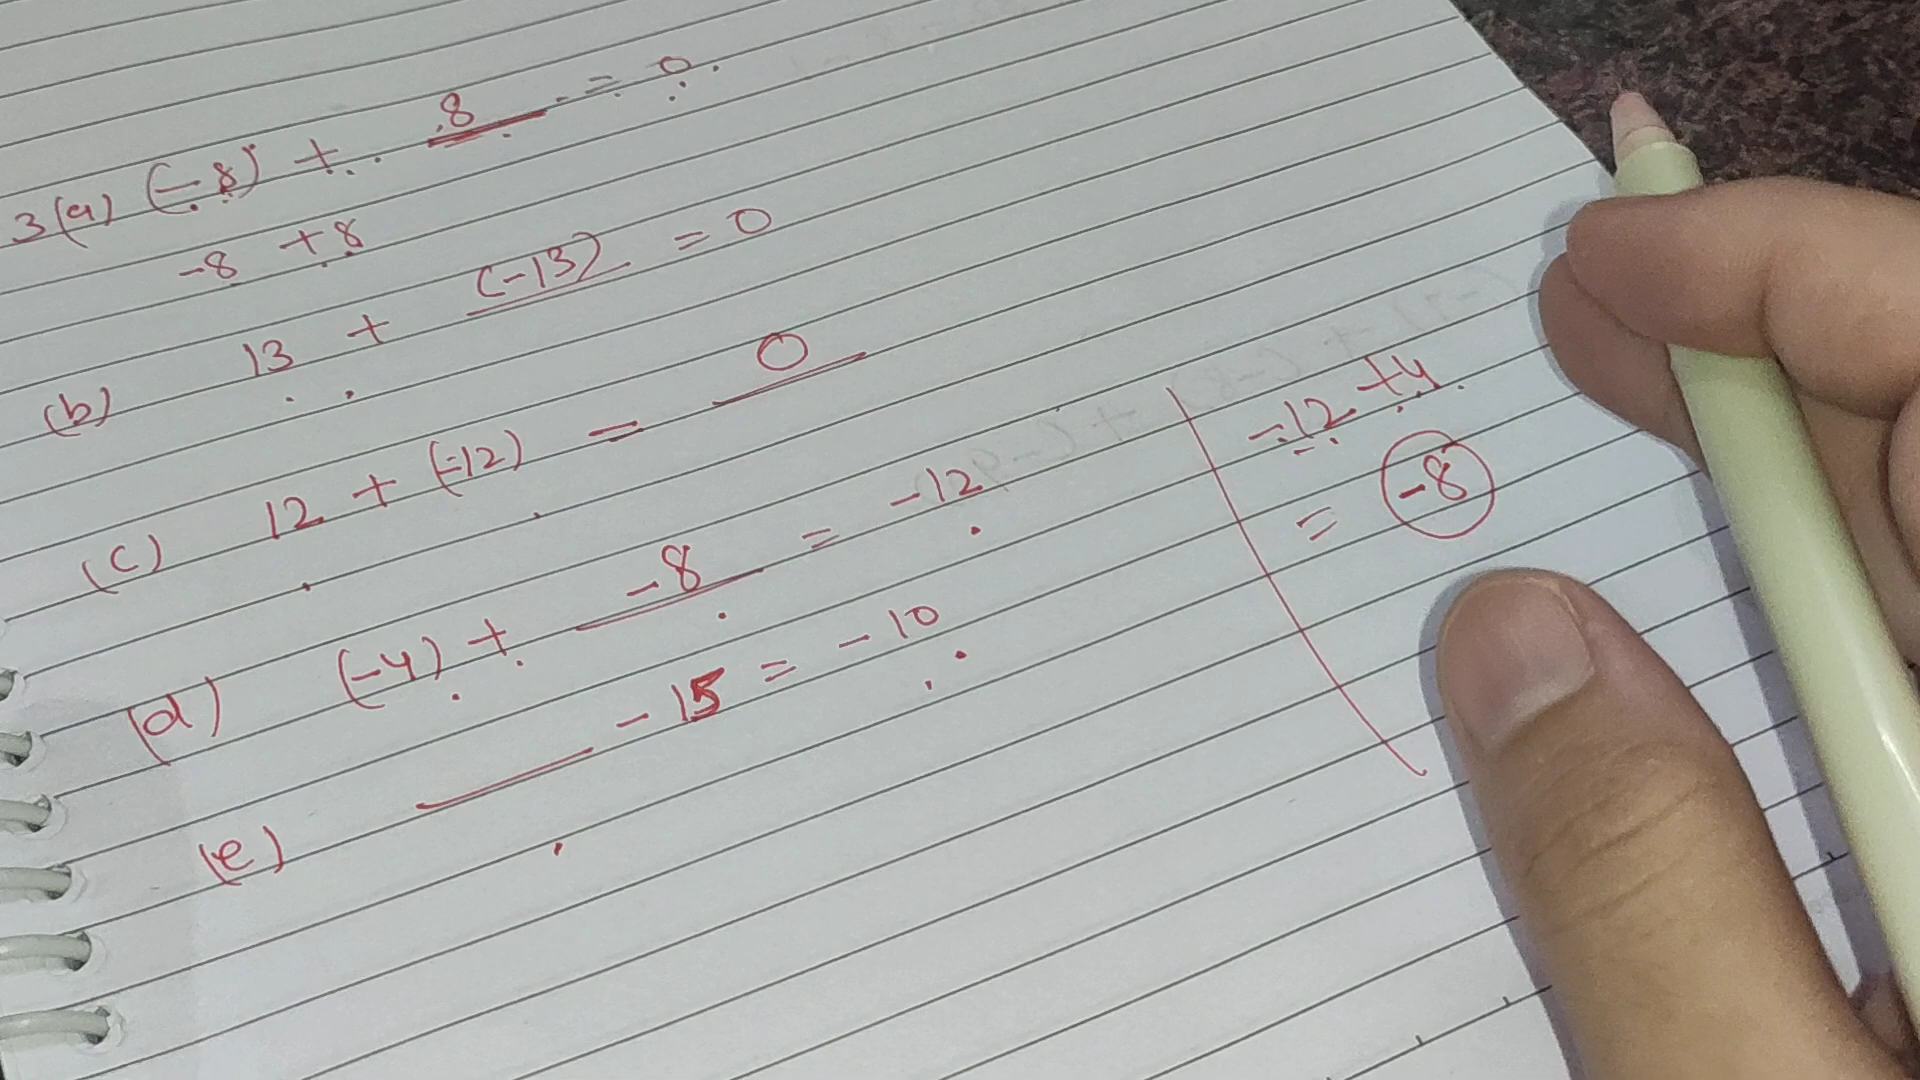 3(a) (-8) + 8 = 0
-8 +8
(b) 13 + (-13) = 0
(c) 12 + (-12) = 0
(d) (-4) + -8 = -12
(e) ____ - 15 = -10
-12 +4
= -8